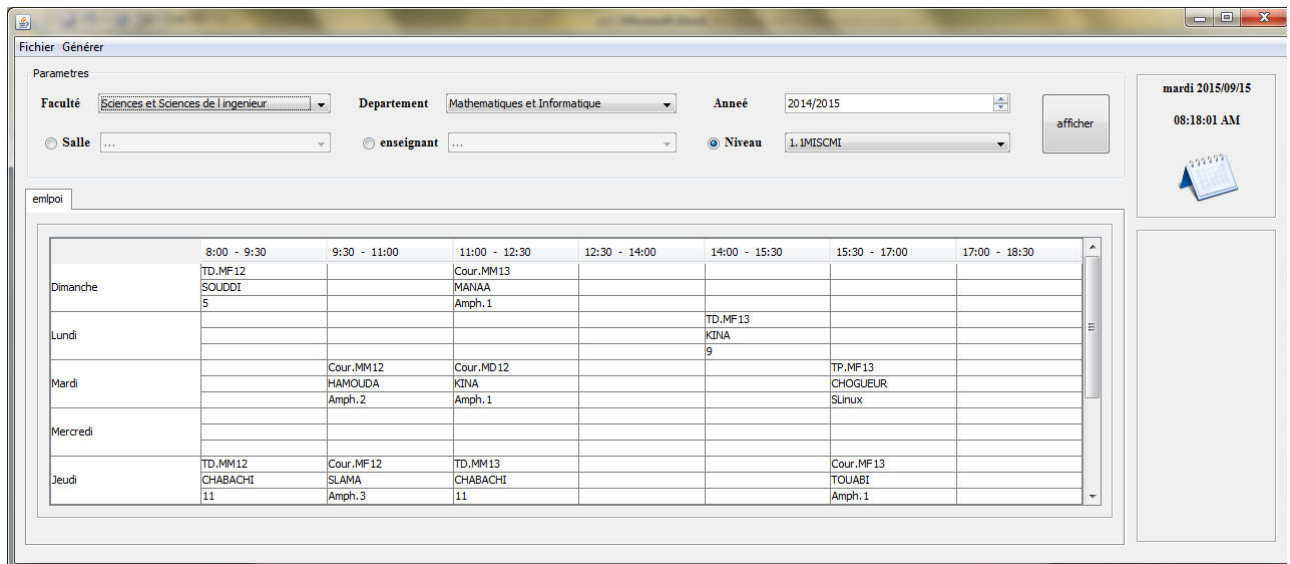 Fichier Générer
Parametres
Faculté Sciences et Sciences de l ingenieur Departement Mathematiques et Informatique Anneé 2014/2015
afficher
Salle ... enseignant ... Niveau 1. 1MISCMI
mardi 2015/09/15
08:18:01 AM
emlpoi
8:00 - 9:30 9:30 - 11:00 11:00 - 12:30 12:30 - 14:00 14:00 - 15:30 15:30 - 17:00 17:00 - 18:30
TD.MF12 Cour.MM13
Dimanche SOUDDI MANAA
5 Amph.1
TD.MF13
Lundi KINA
9
Cour.MM12 Cour.MD12 TP.MF13
Mardi HAMOUDA KINA CHOGUEUR
Amph.2 Amph.1 SLinux
Mercredi
TD.MM12 Cour.MF12 TD.MM13 Cour.MF13
Jeudi CHABACHI SLAMA CHABACHI TOUABI
11 Amph.3 11 Amph.1